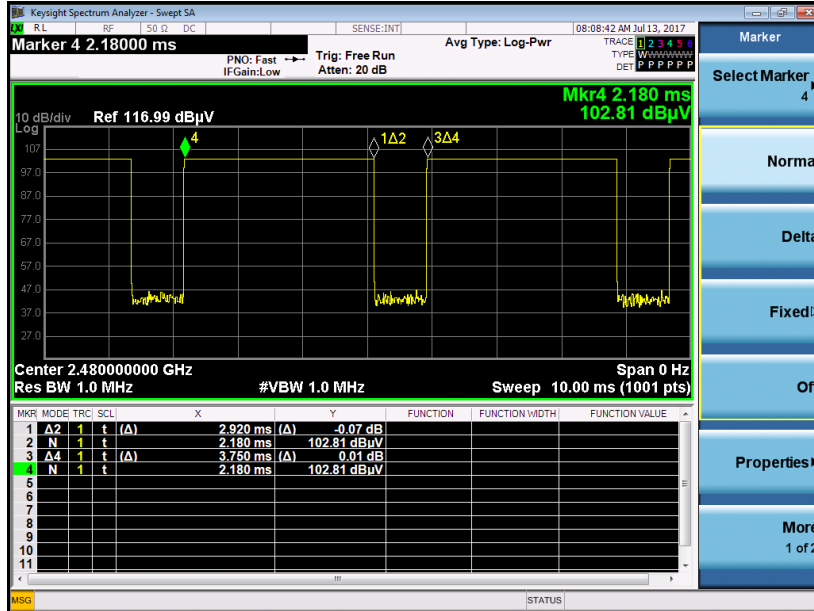 Keysight Spectrum Analyzer - Swept SA
LXI RL RF 50 Ω DC SENSE:INT 08:08:42 AM Jul 13, 2017
Marker 4 2.18000 ms
PNO: Fast
IFGain:Low
Trig: Free Run
Atten: 20 dB
Avg Type: Log-Pwr
TRACE 1 2 3 4 5 6
TYPE WWWWWW
DET P P P P P P
Mkr4 2.180 ms
102.81 dBµV
10 dB/div Ref 116.99 dBµV
Log
107
97.0
87.0
77.0
67.0
57.0
47.0
37.0
27.0
4
1Δ2
3Δ4
Center 2.480000000 GHz Span 0 Hz
Res BW 1.0 MHz #VBW 1.0 MHz Sweep 10.00 ms (1001 pts)
MKR MODE TRC SCL X Y FUNCTION FUNCTION WIDTH FUNCTION VALUE
1 Δ2 1 t (Δ) 2.920 ms (Δ) -0.07 dB
2 N 1 t 2.180 ms 102.81 dBµV
3 Δ4 1 t (Δ) 3.750 ms (Δ) 0.01 dB
4 N 1 t 2.180 ms 102.81 dBµV
5
6
7
8
9
10
11
MSG STATUS
Marker
Select Marker
4
Norma
Delta
Fixed
Of
Properties
More
1 of 2